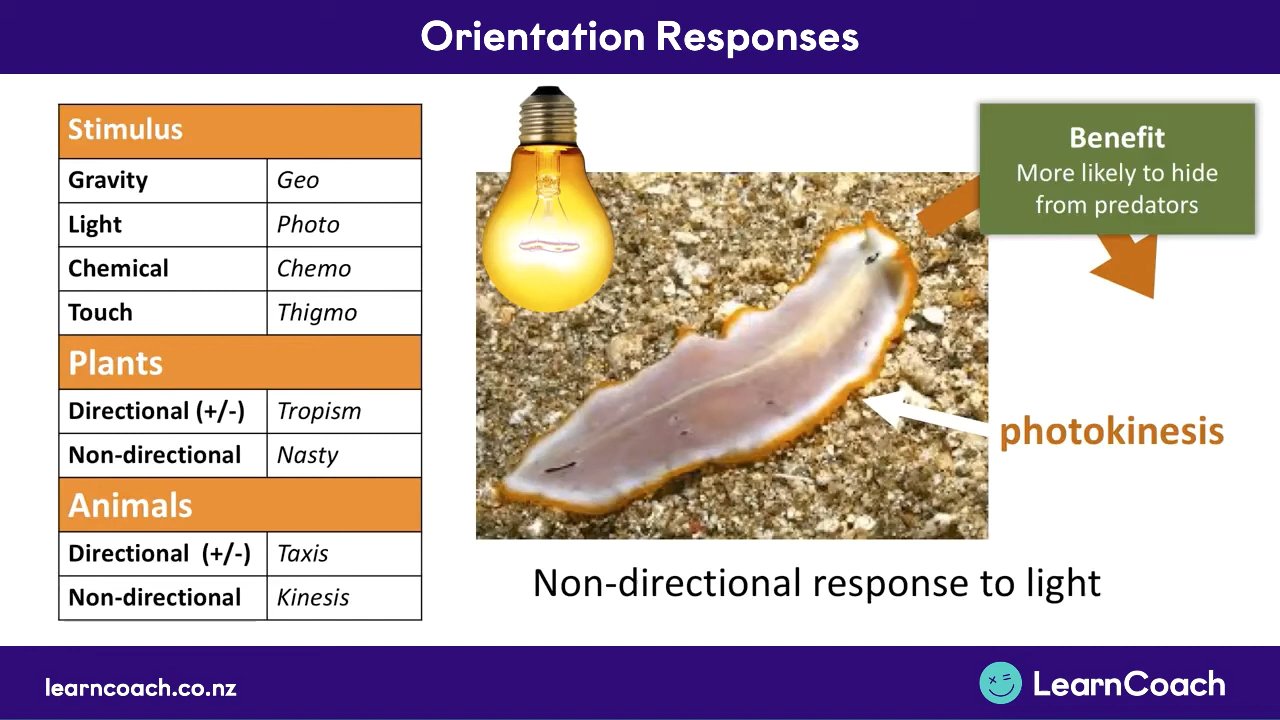 Orientation Responses
Stimulus
Gravity Geo
Light Photo
Chemical Chemo
Touch Thigmo
Plants
Directional (+/-) Tropism
Non-directional Nasty
Animals
Directional (+/-) Taxis
Non-directional Kinesis
Benefit
More likely to hide
from predators
photokinesis
Non-directional response to light
learncoach.co.nz
LearnCoach